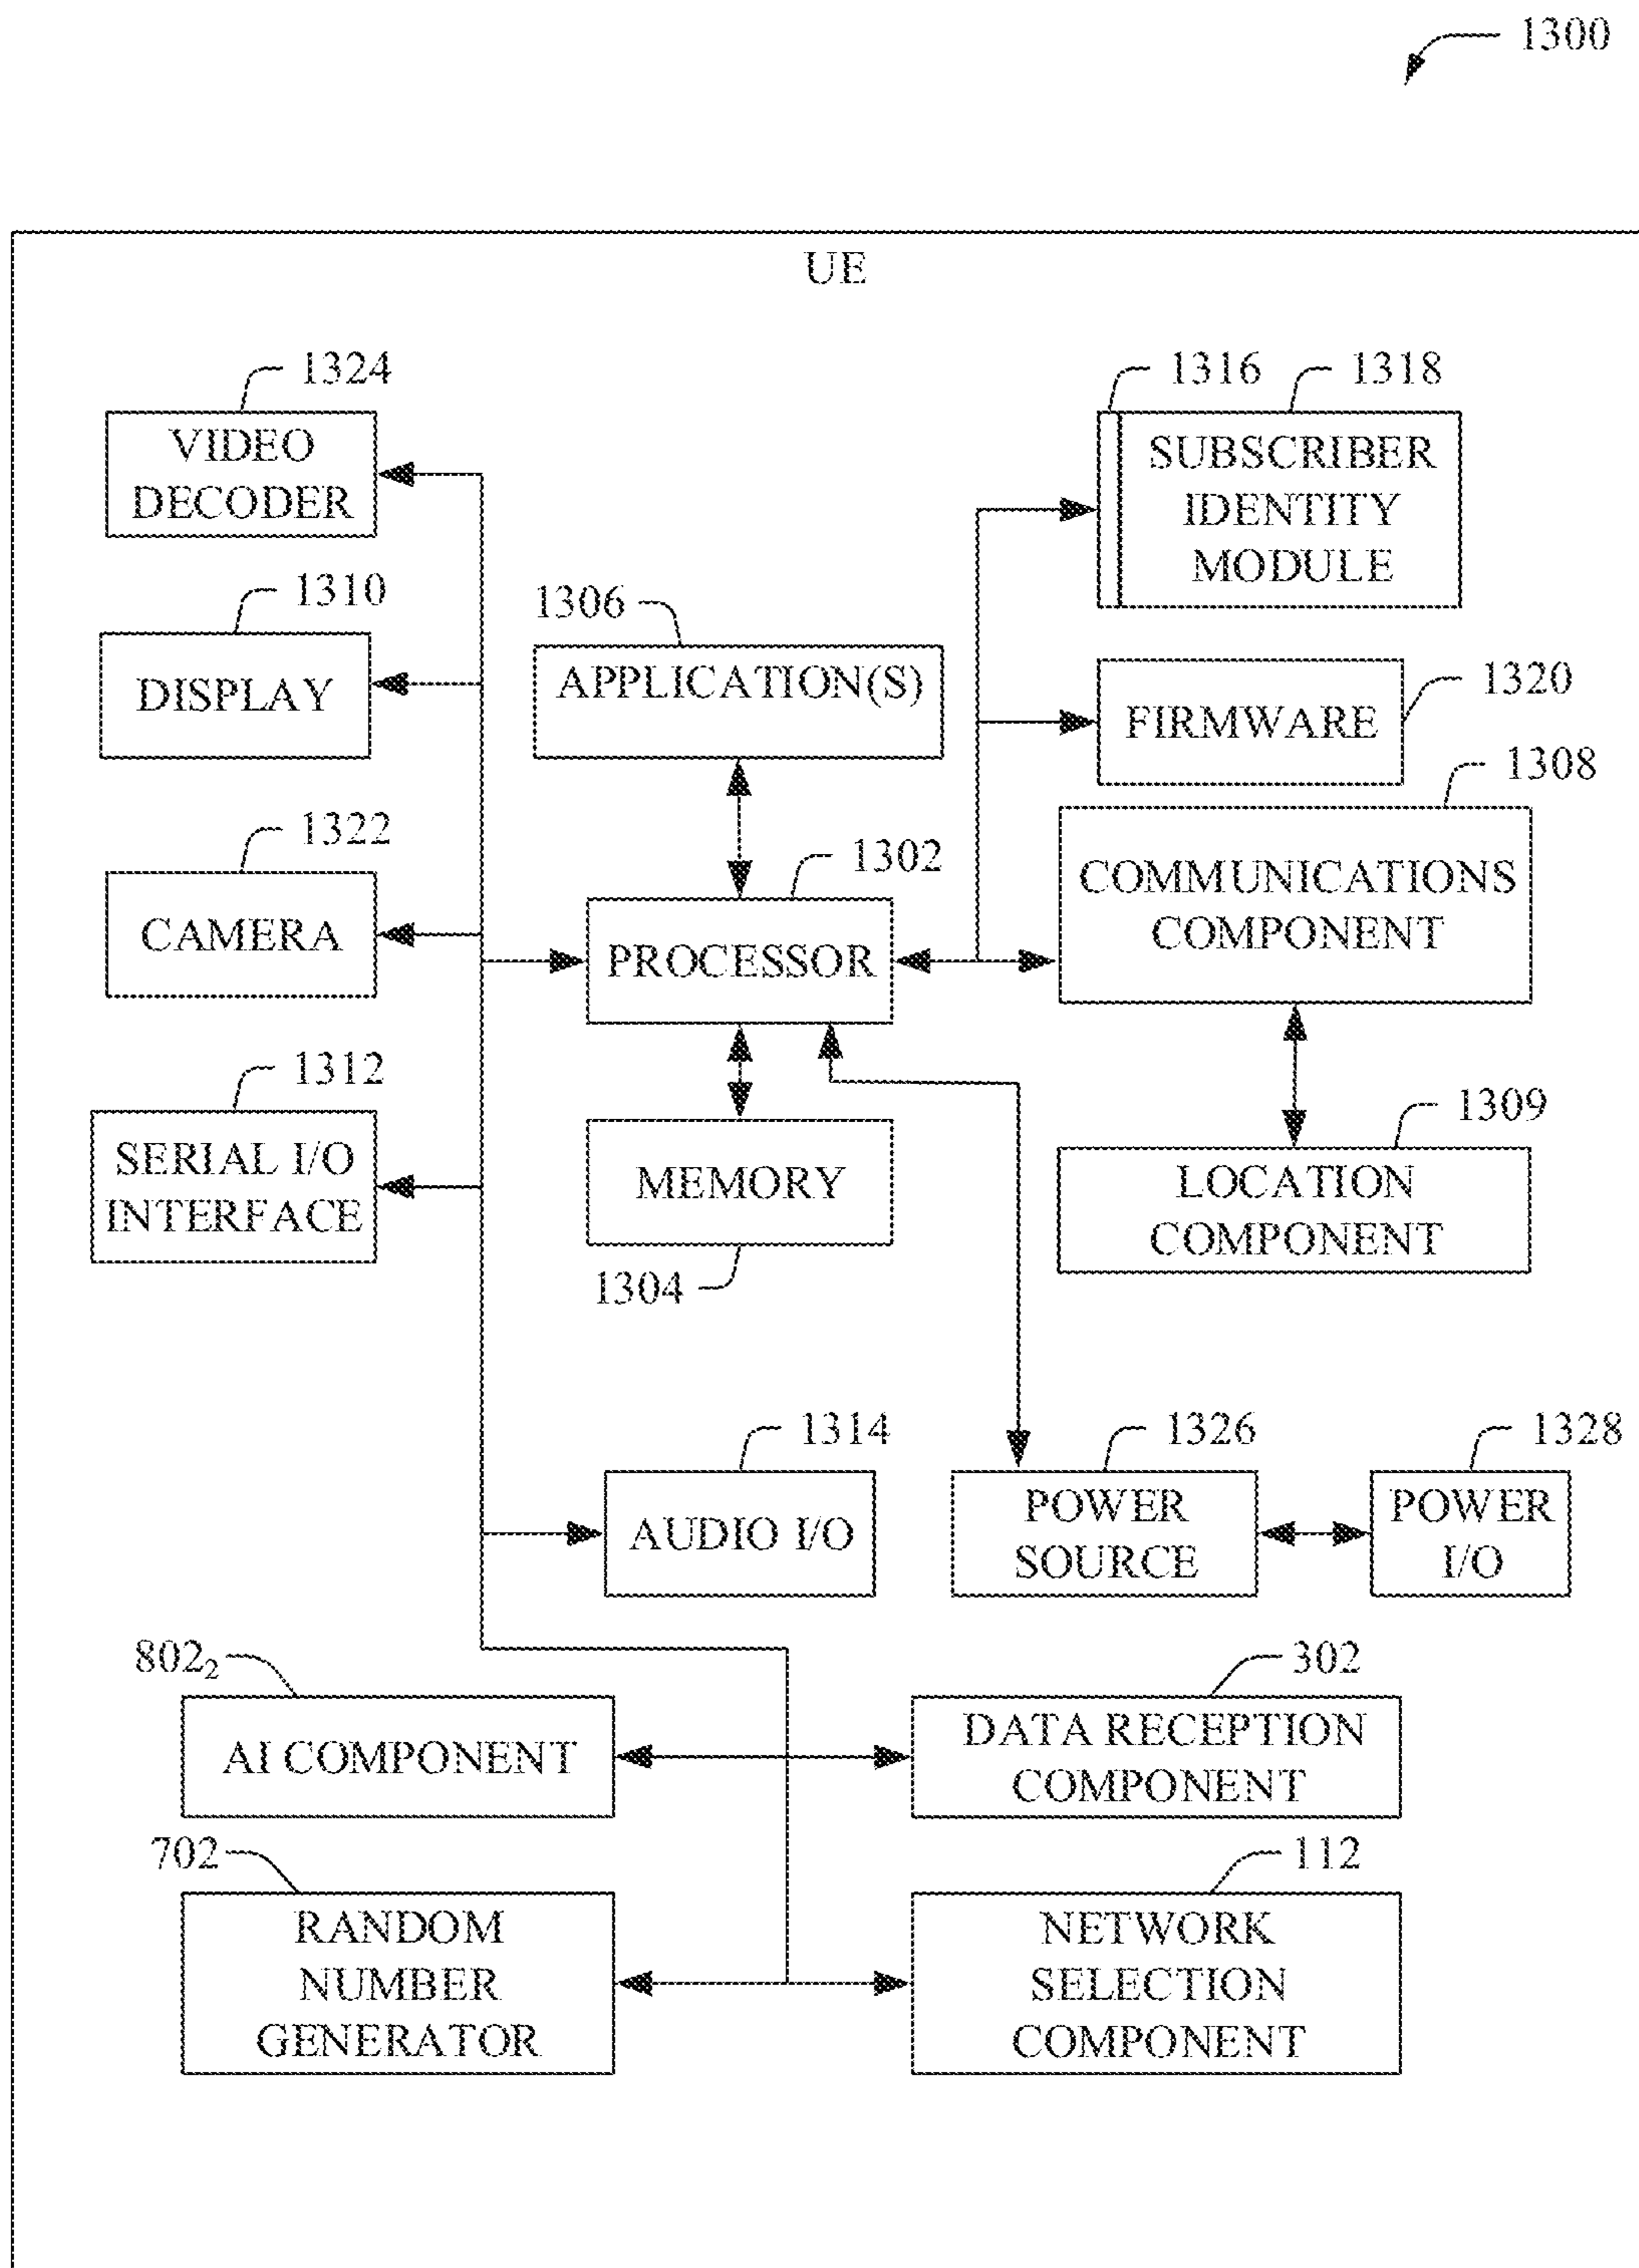 1300
UE
1324
VIDEO
DECODER
1316
1318
SUBSCRIBER
IDENTITY
MODULE
1310
DISPLAY
1306
APPLICATION(S)
1320
FIRMWARE
1308
COMMUNICATIONS
COMPONENT
1322
CAMERA
1302
PROCESSOR
1312
SERIAL I/O
INTERFACE
MEMORY
1304
1309
LOCATION
COMPONENT
1314
AUDIO I/O
1326
POWER
SOURCE
1328
POWER
I/O
802₂
AI COMPONENT
302
DATA RECEPTION
COMPONENT
702
RANDOM
NUMBER
GENERATOR
112
NETWORK
SELECTION
COMPONENT